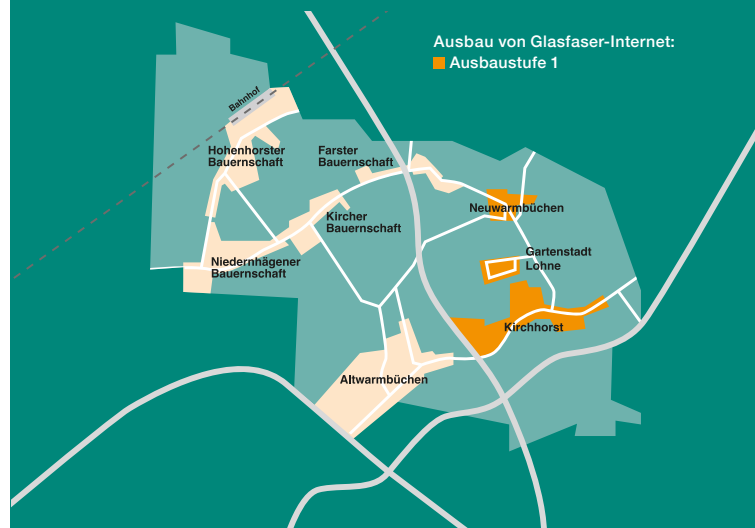 Ausbau von Glasfaser-Internet:
Ausbaustufe 1
Bahnhof
Hohenhorster
Bauernschaft
Farster
Bauernschaft
Neuwarmbüchen
Kircher
Bauernschaft
Gartenstadt
Lohne
Niedernhägener
Bauernschaft
Kirchhorst
Altwarmbüchen